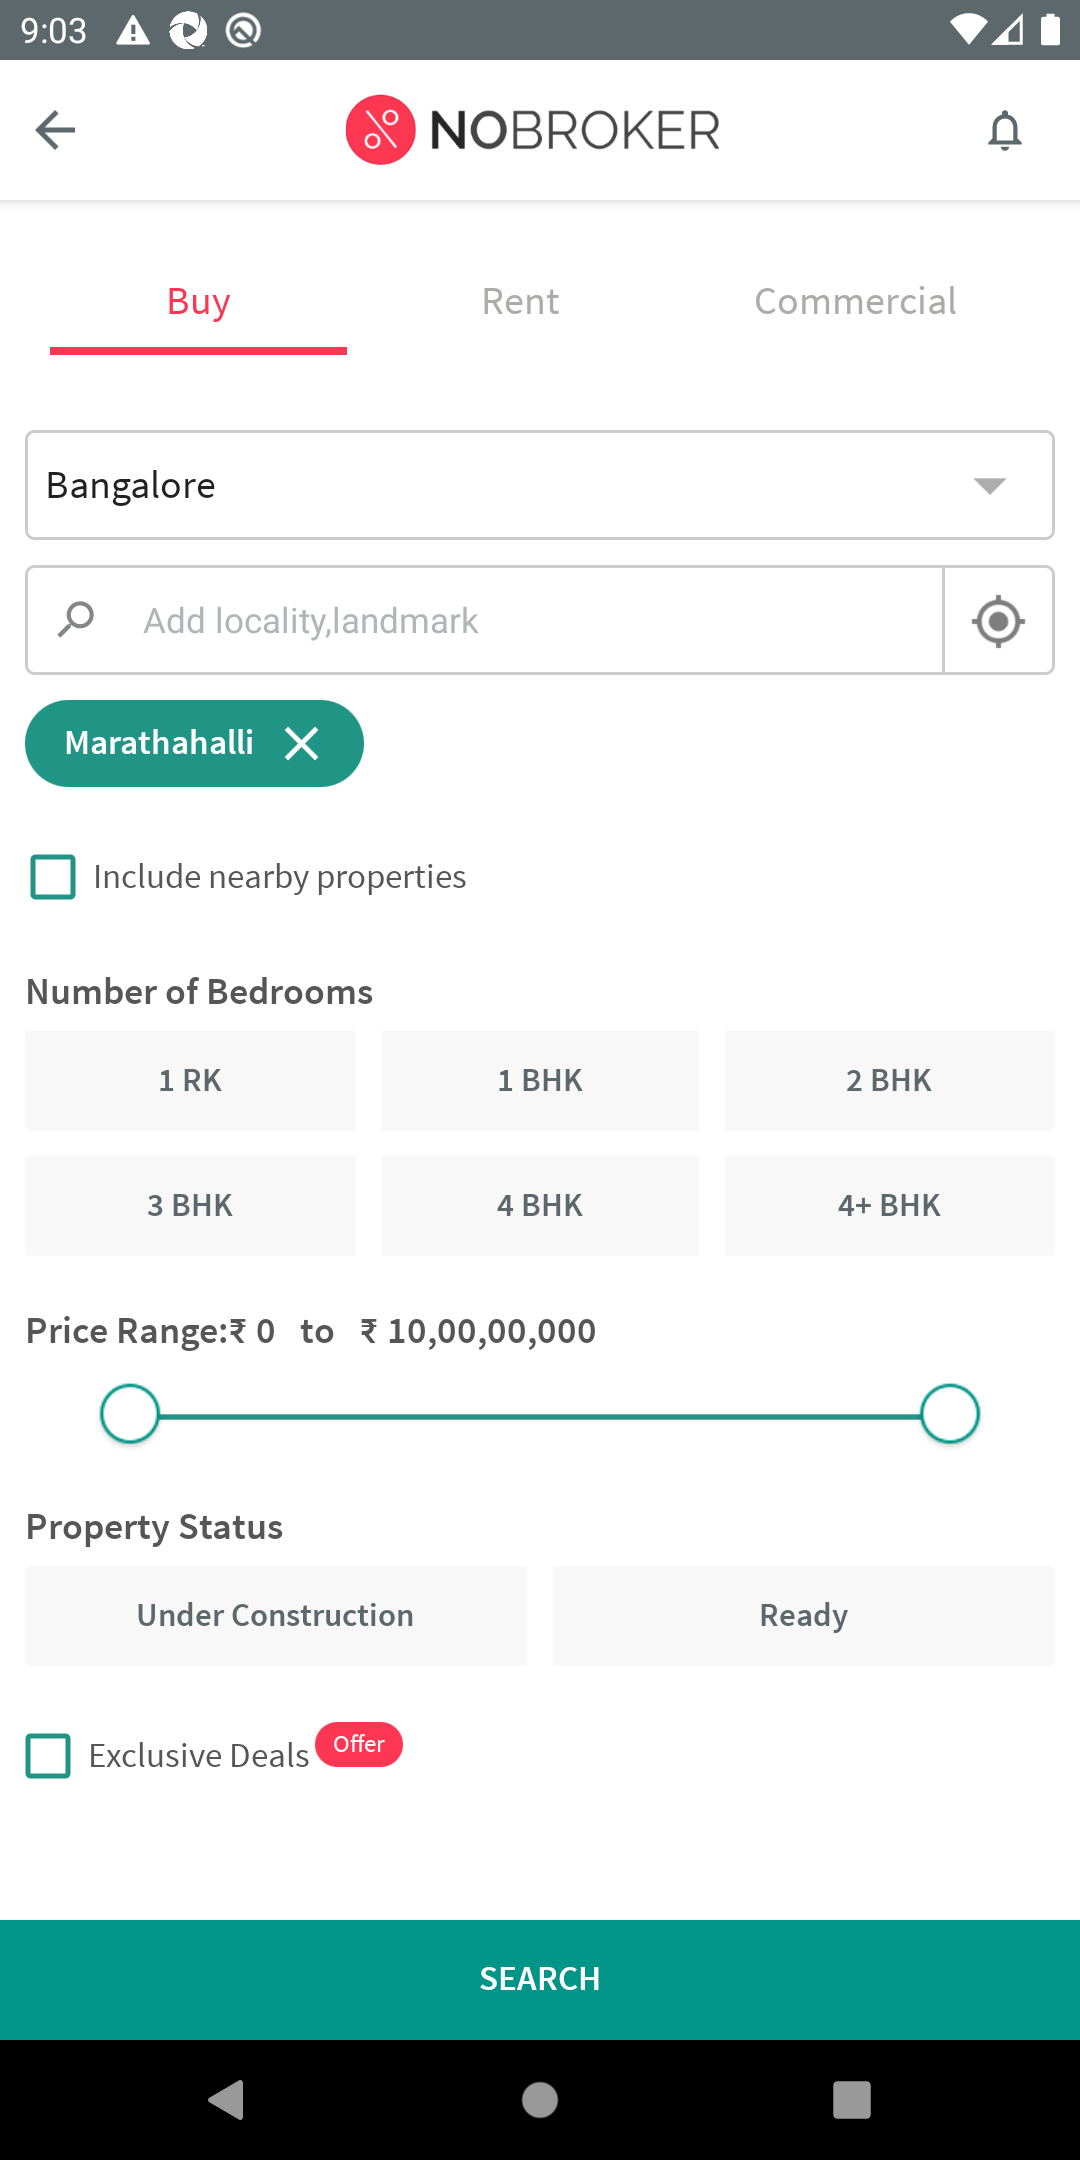 9:03
NOBROKER
Buy Rent Commercial
Bangalore
Add locality,landmark
Marathahalli
Include nearby properties
Number of Bedrooms
1 RK 1 BHK 2 BHK
3 BHK 4 BHK 4+ BHK
Price Range:₹ 0 to ₹ 10,00,00,000
Property Status
Under Construction Ready
Exclusive Deals Offer
SEARCH